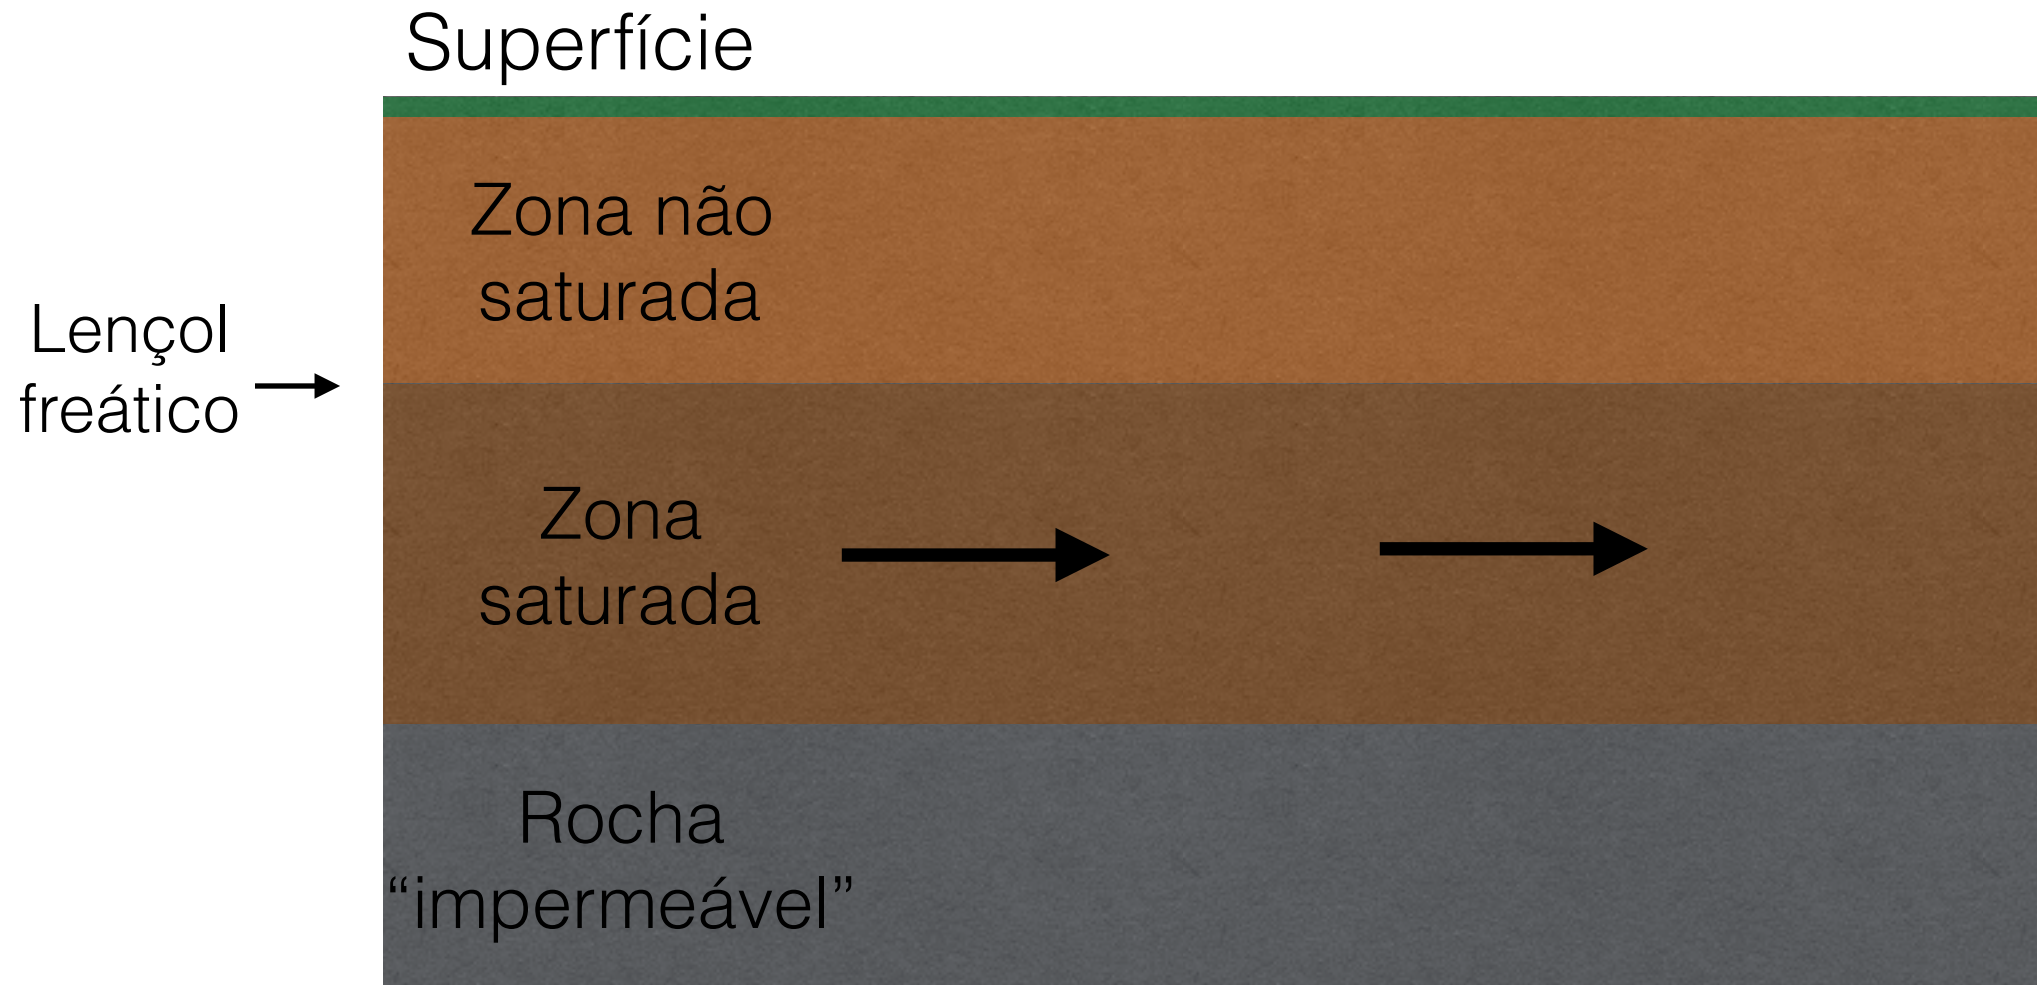 Superfície
Zona não
saturada
Lençol
freático
Zona
saturada
Rocha
“impermeável”